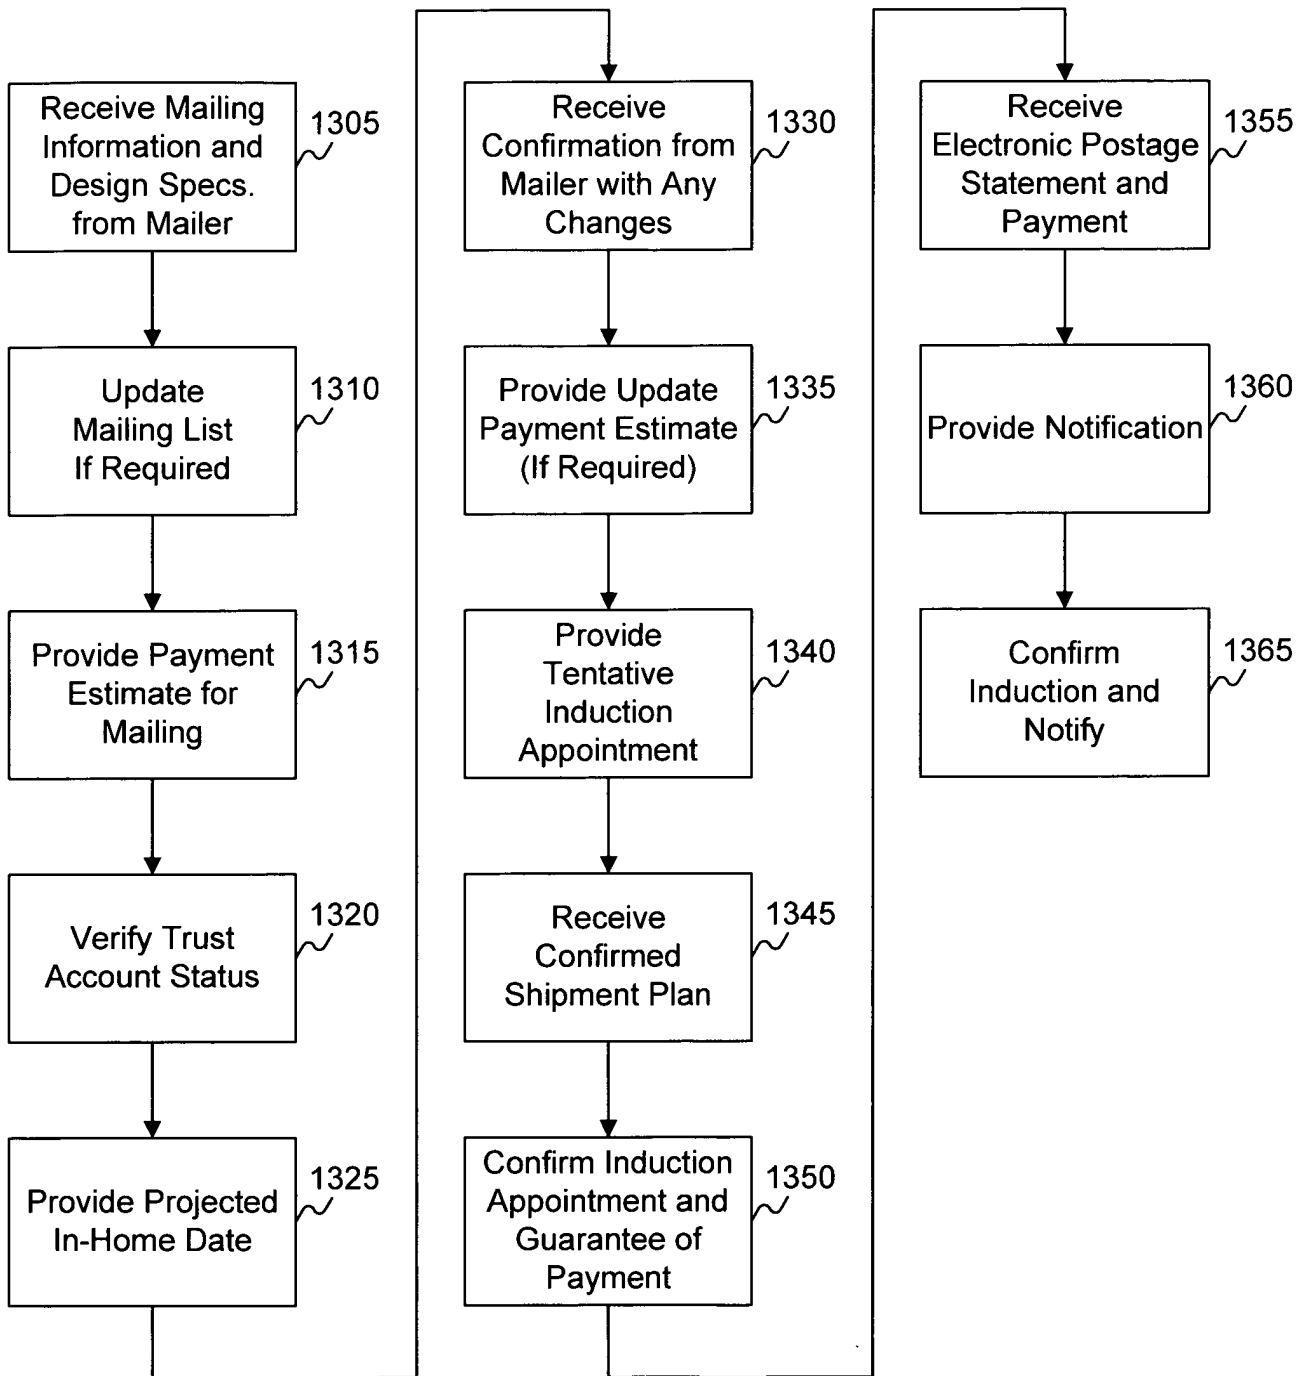 Receive Mailing
Information and
Design Specs.
from Mailer
1305
Update
Mailing List
If Required
1310
Provide Payment
Estimate for
Mailing
1315
Verify Trust
Account Status
1320
Provide Projected
In-Home Date
1325
Receive
Confirmation from
Mailer with Any
Changes
1330
Provide Update
Payment Estimate
(If Required)
1335
Provide
Tentative
Induction
Appointment
1340
Receive
Confirmed
Shipment Plan
1345
Confirm Induction
Appointment and
Guarantee of
Payment
1350
Receive
Electronic Postage
Statement and
Payment
1355
Provide Notification
1360
Confirm
Induction and
Notify
1365